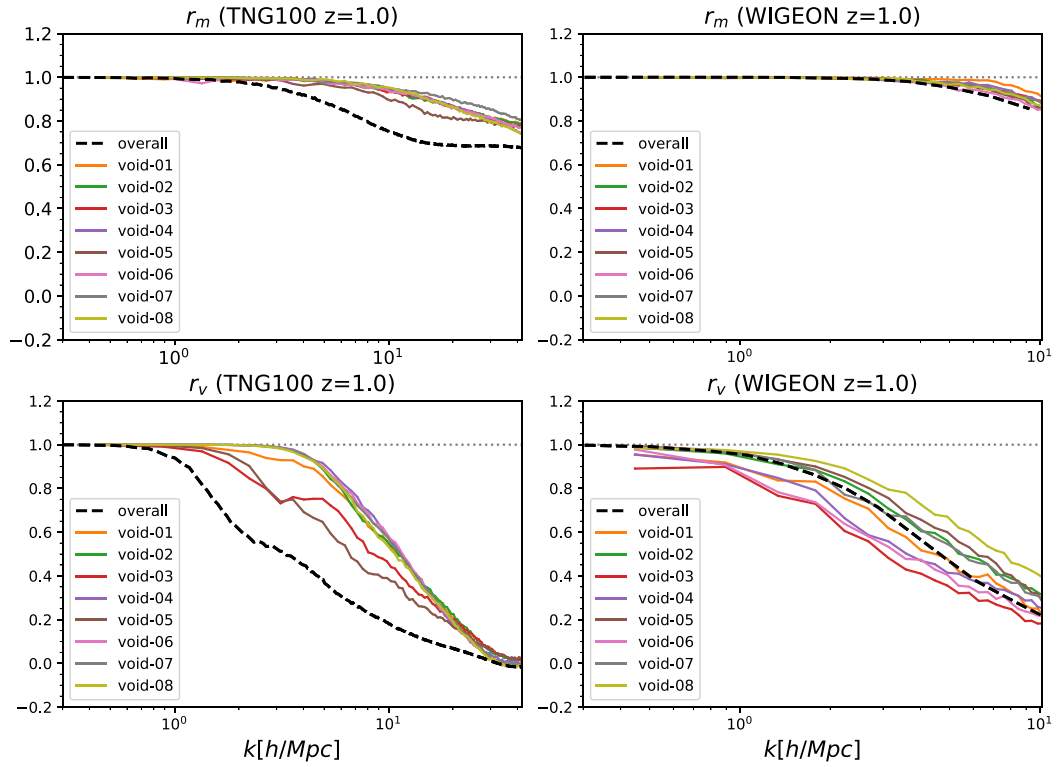 r_m (TNG100 z=1.0)
1.2
1.0
0.8
0.6
0.4
0.2
0.0
−0.2
overall
void-01
void-02
void-03
void-04
void-05
void-06
void-07
void-08
10^0
10^1
r_m (WIGEON z=1.0)
1.2
1.0
0.8
0.6
0.4
0.2
0.0
−0.2
overall
void-01
void-02
void-03
void-04
void-05
void-06
void-07
void-08
10^0
10^1
r_v (TNG100 z=1.0)
1.2
1.0
0.8
0.6
0.4
0.2
0.0
−0.2
overall
void-01
void-02
void-03
void-04
void-05
void-06
void-07
void-08
10^0
10^1
k[h/Mpc]
r_v (WIGEON z=1.0)
1.2
1.0
0.8
0.6
0.4
0.2
0.0
−0.2
overall
void-01
void-02
void-03
void-04
void-05
void-06
void-07
void-08
10^0
10^1
k[h/Mpc]